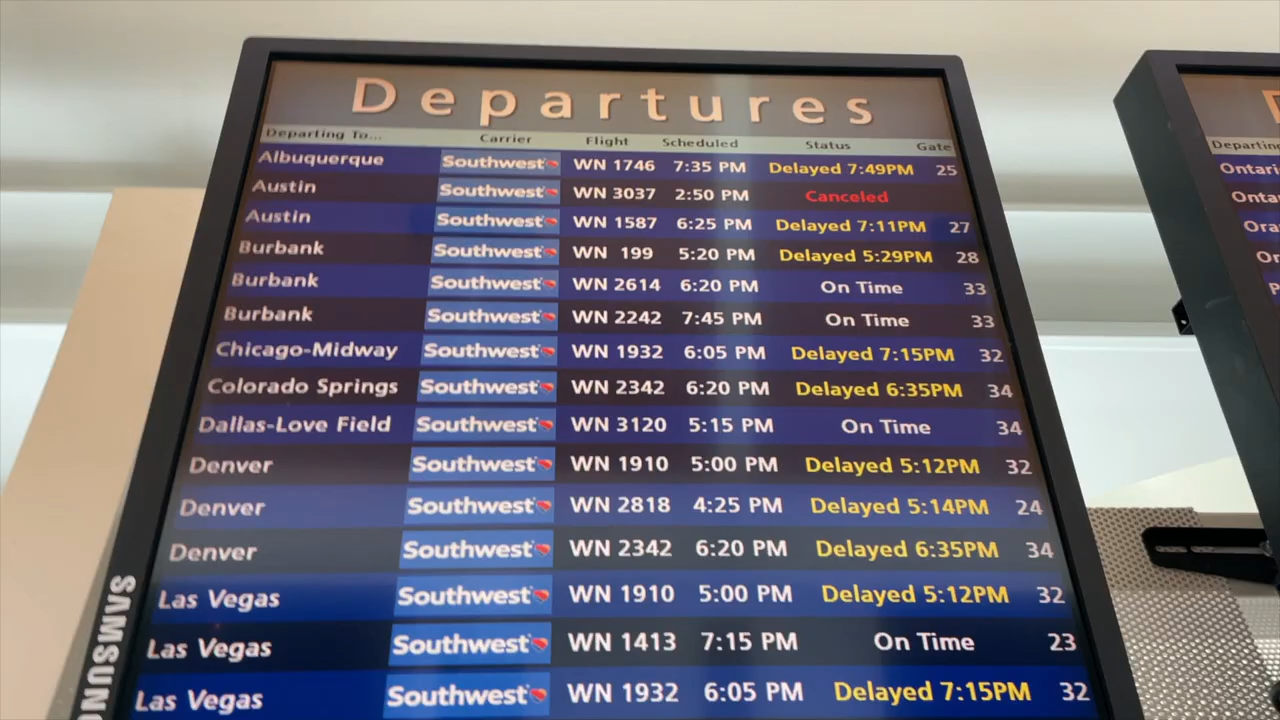 Departures
Departing To... Carrier Flight Scheduled Status Gate
Albuquerque Southwest WN 1746 7:35 PM Delayed 7:49PM 25
Austin Southwest WN 3037 2:50 PM Canceled
Austin Southwest WN 1587 6:25 PM Delayed 7:11PM 27
Burbank Southwest WN 199 5:20 PM Delayed 5:29PM 28
Burbank Southwest WN 2614 6:20 PM On Time 33
Burbank Southwest WN 2242 7:45 PM On Time 33
Chicago-Midway Southwest WN 1932 6:05 PM Delayed 7:15PM 32
Colorado Springs Southwest WN 2342 6:20 PM Delayed 6:35PM 34
Dallas-Love Field Southwest WN 3120 5:15 PM On Time 34
Denver Southwest WN 1910 5:00 PM Delayed 5:12PM 32
Denver Southwest WN 2818 4:25 PM Delayed 5:14PM 24
Denver Southwest WN 2342 6:20 PM Delayed 6:35PM 34
Las Vegas Southwest WN 1910 5:00 PM Delayed 5:12PM 32
Las Vegas Southwest WN 1413 7:15 PM On Time 23
Las Vegas Southwest WN 1932 6:05 PM Delayed 7:15PM 32
SAMSUNG
Departing
Ontari
Onta